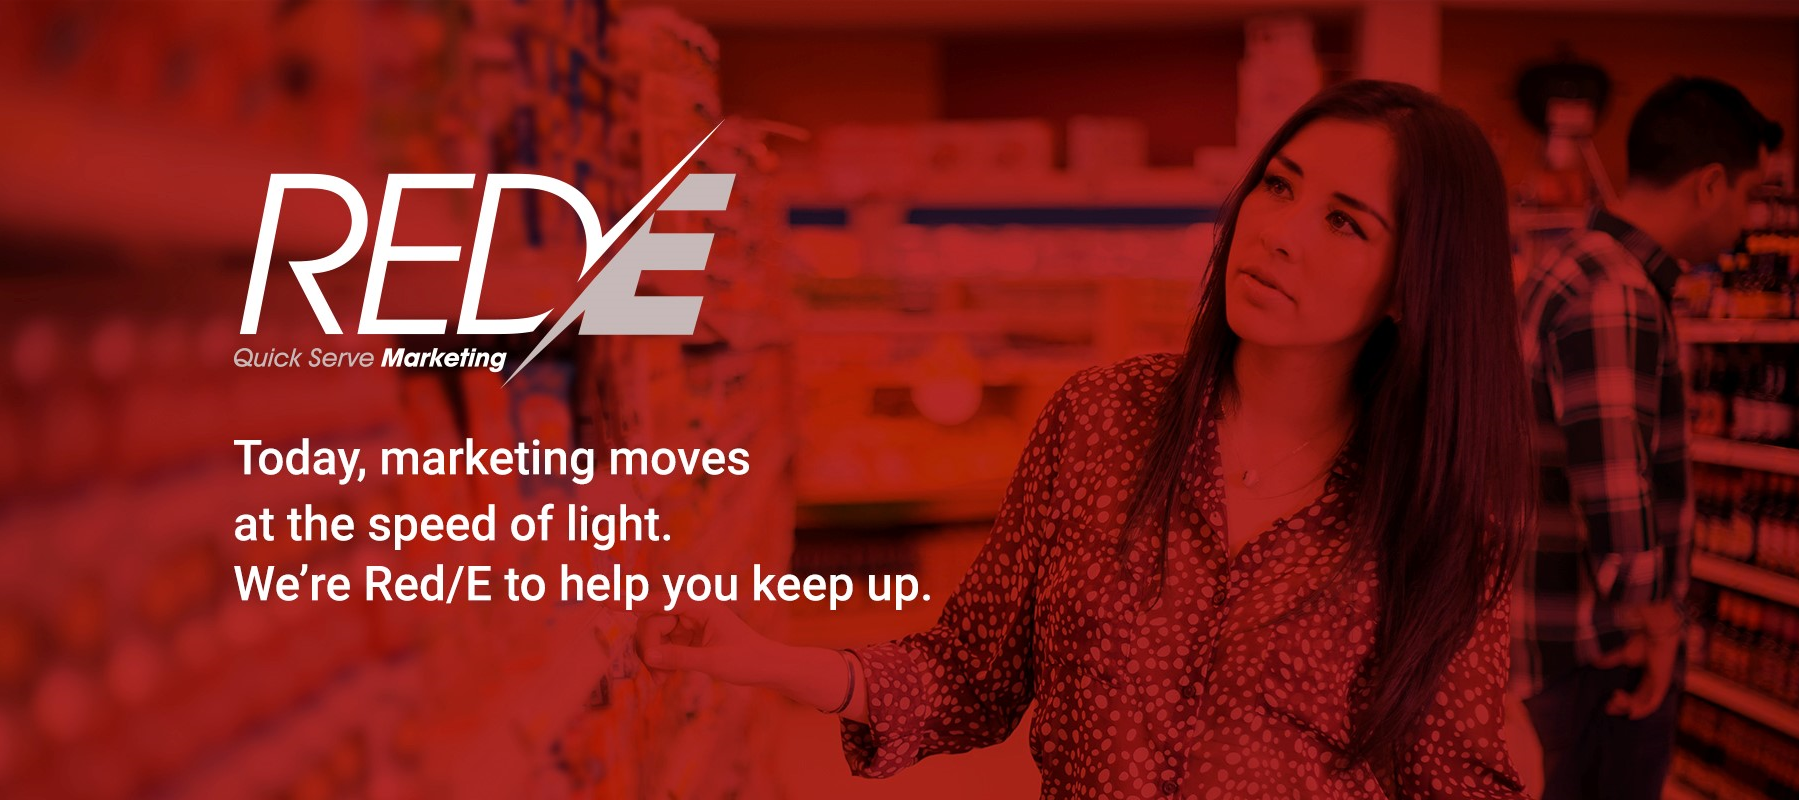 RED/E
Quick Serve Marketing
Today, marketing moves
at the speed of light.
We’re Red/E to help you keep up.